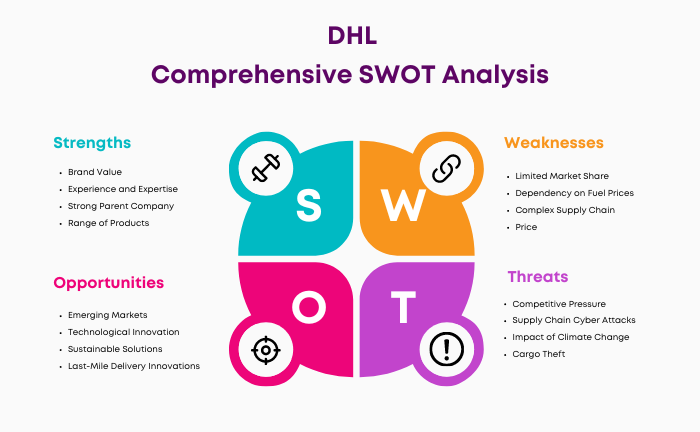 DHL
Comprehensive SWOT Analysis
Strengths
• Brand Value
• Experience and Expertise
• Strong Parent Company
• Range of Products
S
W
Weaknesses
• Limited Market Share
• Dependency on Fuel Prices
• Complex Supply Chain
• Price
Opportunities
• Emerging Markets
• Technological Innovation
• Sustainable Solutions
• Last-Mile Delivery Innovations
O
T
Threats
• Competitive Pressure
• Supply Chain Cyber Attacks
• Impact of Climate Change
• Cargo Theft